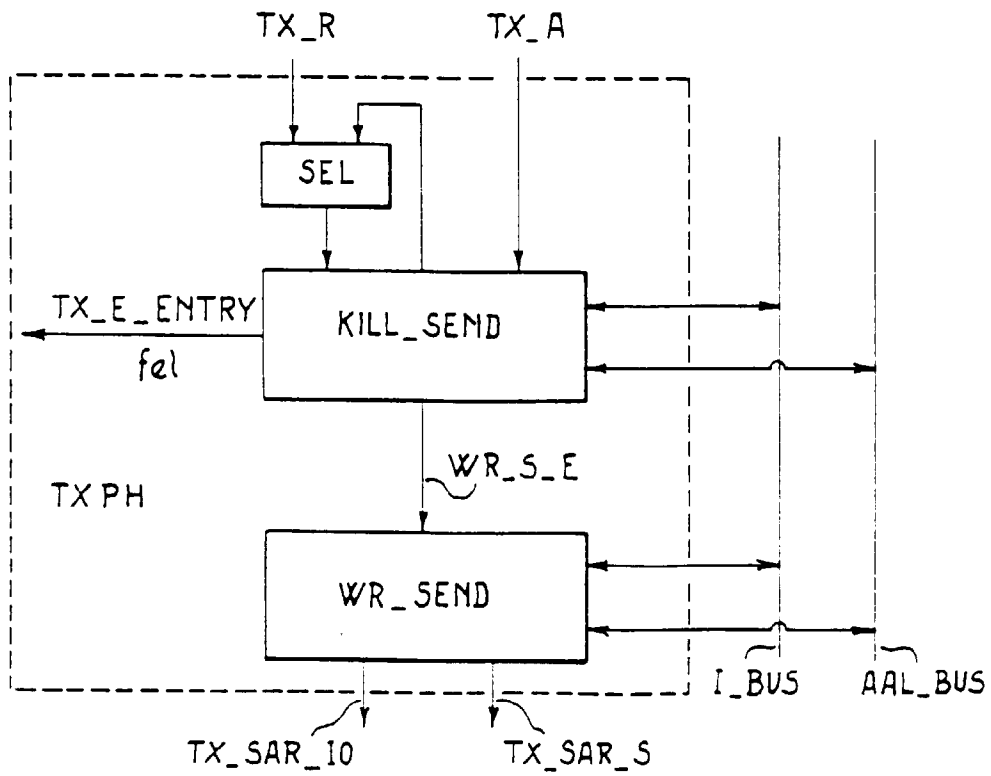 TX_R
TX_A
SEL
TX_E_ENTRY
fel
KILL_SEND
WR_S_E
TXPH
WR_SEND
I_BUS
AAL_BUS
TX_SAR_IO
TX_SAR_S